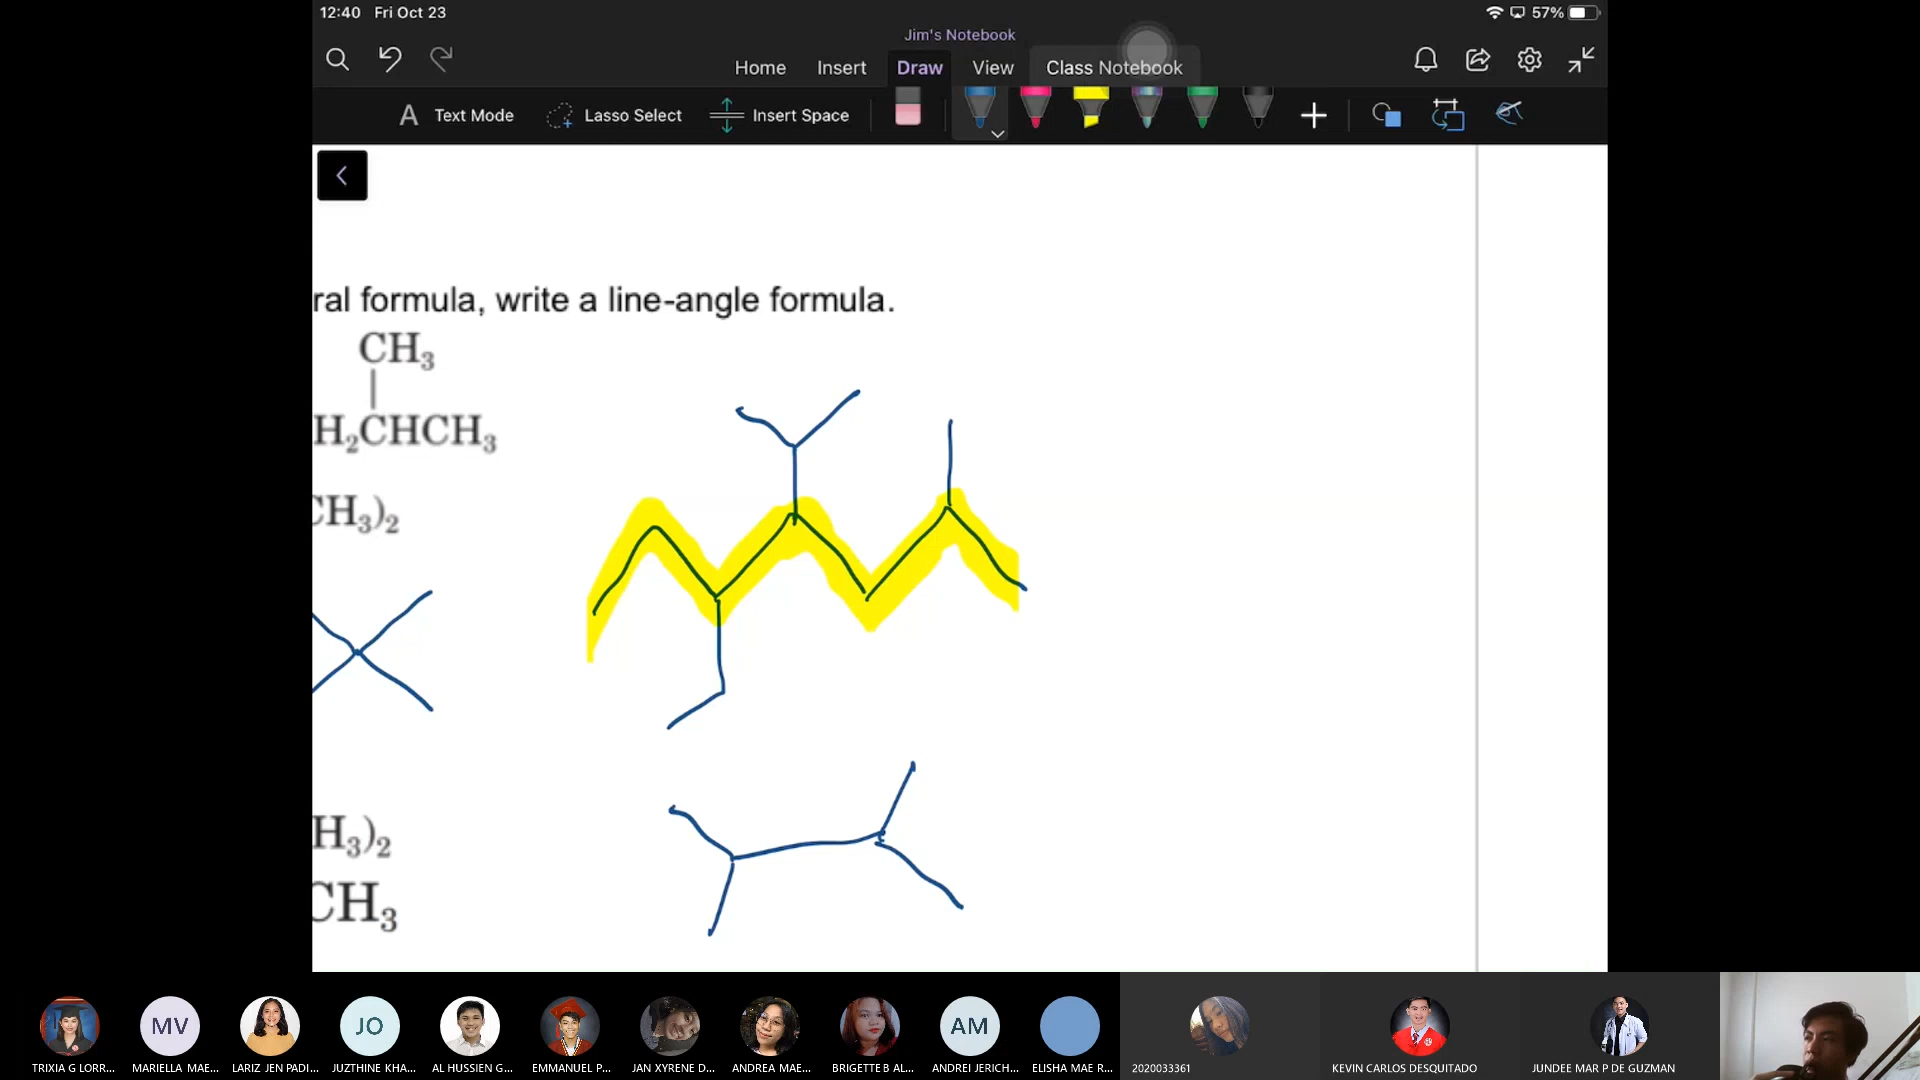 12:40 Fri Oct 23 57%
Jim's Notebook
Home Insert Draw View Class Notebook
A Text Mode Lasso Select Insert Space
ral formula, write a line-angle formula.
CH₃
H₂CHCH₃
CH₃)₂
H₃)₂
CH₃
MV JO AM
TRIXIA G LORR... MARIELLA MAE... LARIZ JEN PADI... JUZTHINE KHA... AL HUSSIEN G... EMMANUEL P... JAN XYRENE D... ANDREA MAE... BRIGETTE B AL... ANDREI JERICH... ELISHA MAE R... 2020033361 KEVIN CARLOS DESQUITADO JUNDEE MAR P DE GUZMAN